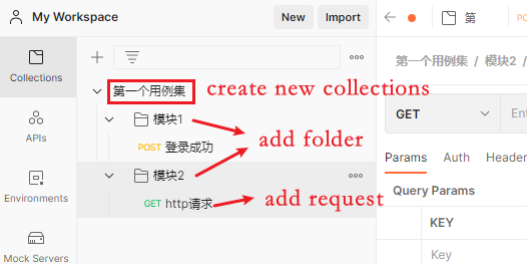 My Workspace
New
Import
第
Collections
APIs
Environments
Mock Servers
第一个用例集
create new collections
模块1
POST 登录成功
add folder
模块2
GET http请求
add request
第一个用例集 / 模块2 /
GET
Ent
Params
Auth
Header
Query Params
KEY
Key